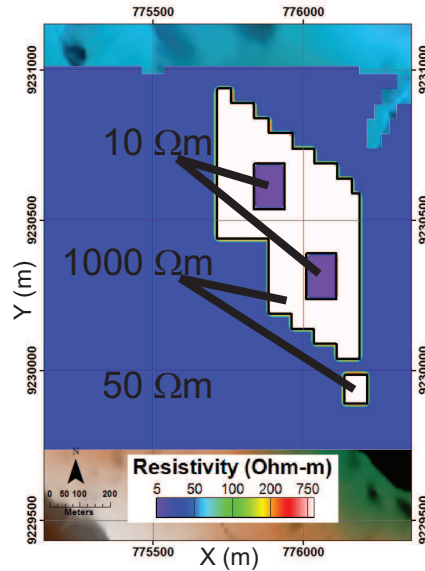 775500 776000
9231000 9231000
10 Ωm
9230500 9230500
1000 Ωm
Y (m)
9230000 9230000
50 Ωm
N
0 50 100 200
Meters
Resistivity (Ohm-m)
5 50 100 200 750
9229500 9229500
775500 776000
X (m)